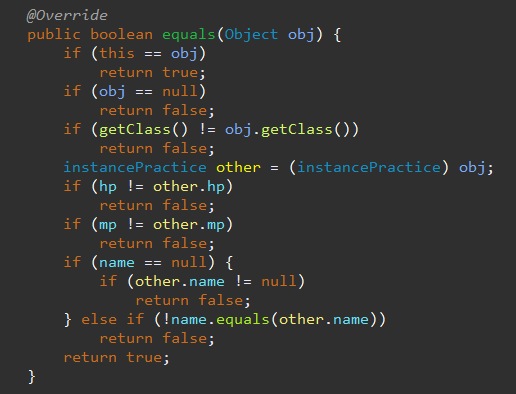 @Override
public boolean equals(Object obj) {
    if (this == obj)
        return true;
    if (obj == null)
        return false;
    if (getClass() != obj.getClass())
        return false;
    instancePractice other = (instancePractice) obj;
    if (hp != other.hp)
        return false;
    if (mp != other.mp)
        return false;
    if (name == null) {
        if (other.name != null)
            return false;
    } else if (!name.equals(other.name))
        return false;
    return true;
}